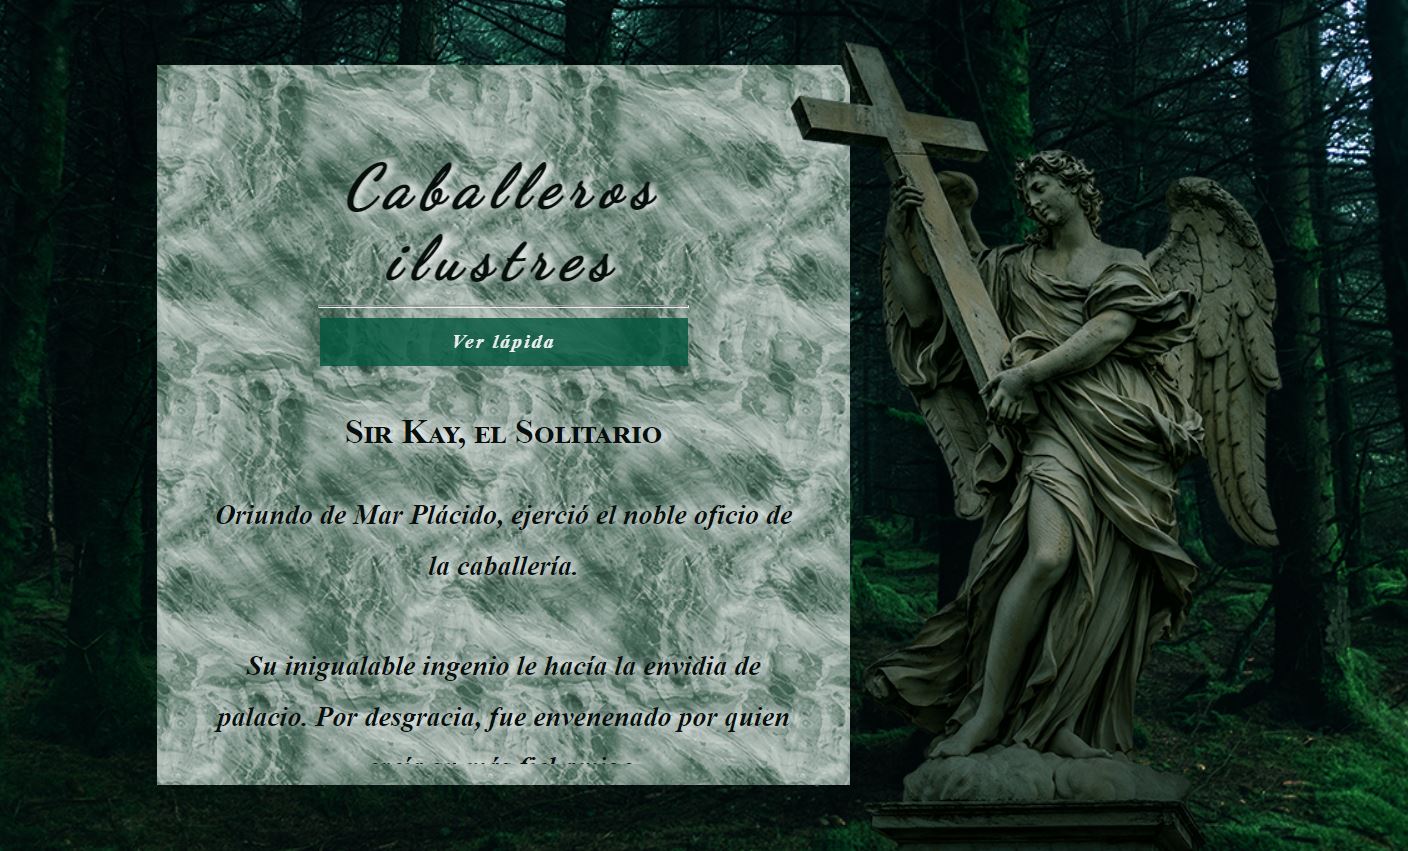 Caballeros
ilustres
Ver lápida
Sir Kay, el Solitario
Oriundo de Mar Plácido, ejerció el noble oficio de
la caballería.
Su inigualable ingenio le hacía la envidia de
palacio. Por desgracia, fue envenenado por quien